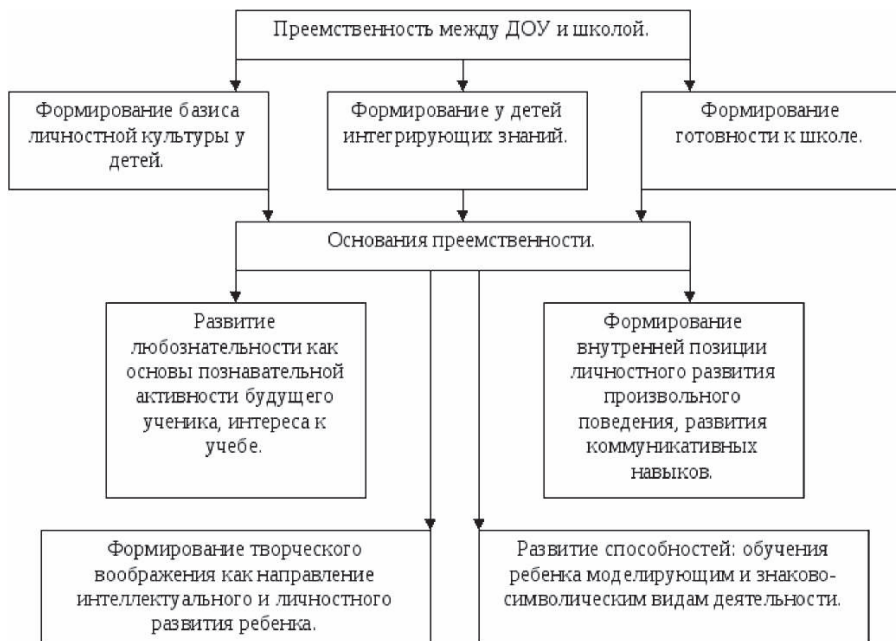 Преемственность между ДОУ и школой.
Формирование базиса
личностной культуры у
детей.
Формирование у детей
интегрирующих знаний.
Формирование
готовности к школе.
Основания преемственности.
Развитие
любознательности как
основы познавательной
активности будущего
ученика, интереса к
учебе.
Формирование
внутренней позиции
личностного развития
произвольного
поведения, развития
коммуникативных
навыков.
Формирование творческого
воображения как направление
интеллектуального и личностного
развития ребенка.
Развитие способностей: обучения
ребенка моделирующим и знаково-
символическим видам деятельности.